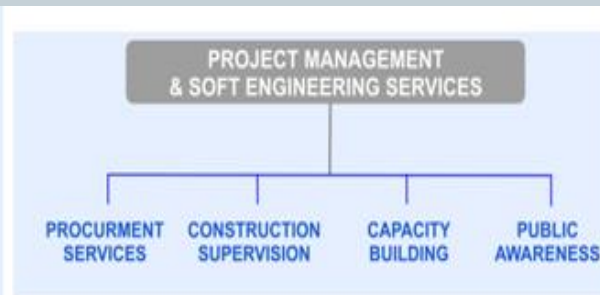 PROJECT MANAGEMENT
& SOFT ENGINEERING SERVICES
PROCURMENT
SERVICES
CONSTRUCTION
SUPERVISION
CAPACITY
BUILDING
PUBLIC
AWARENESS